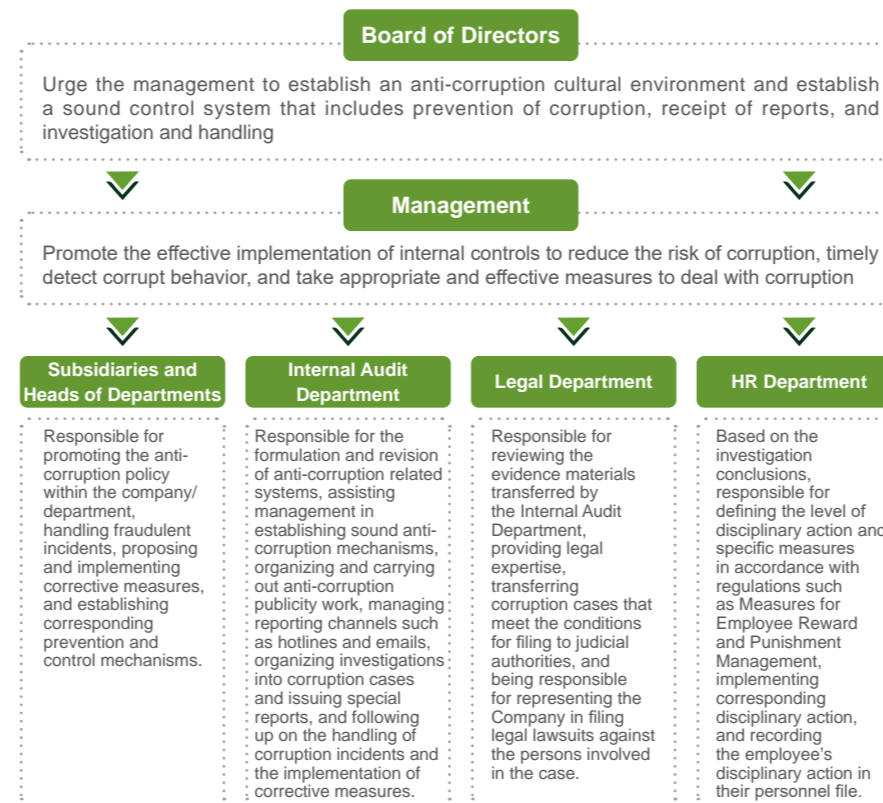 Board of Directors
Urge the management to establish an anti-corruption cultural environment and establish
a sound control system that includes prevention of corruption, receipt of reports, and
investigation and handling
Management
Promote the effective implementation of internal controls to reduce the risk of corruption, timely
detect corrupt behavior, and take appropriate and effective measures to deal with corruption
Subsidiaries and
Heads of Departments
Responsible for
promoting the anti-
corruption policy
within the company/
department,
handling fraudulent
incidents, proposing
and implementing
corrective measures,
and establishing
corresponding
prevention and
control mechanisms.
Internal Audit
Department
Responsible for the
formulation and revision
of anti-corruption related
systems, assisting
management in
establishing sound anti-
corruption mechanisms,
organizing and carrying
out anti-corruption
publicity work, managing
reporting channels such
as hotlines and emails,
organizing investigations
into corruption cases
and issuing special
reports, and following
up on the handling of
corruption incidents and
the implementation of
corrective measures.
Legal Department
Responsible for
reviewing the
evidence materials
transferred by
the Internal Audit
Department,
providing legal
expertise,
transferring
corruption cases that
meet the conditions
for filing to judicial
authorities, and
being responsible
for representing the
Company in filing
legal lawsuits against
the persons involved
in the case.
HR Department
Based on the
investigation
conclusions,
responsible for
defining the level of
disciplinary action and
specific measures
in accordance with
regulations such
as Measures for
Employee Reward
and Punishment
Management,
implementing
corresponding
disciplinary action,
and recording
the employee's
disciplinary action in
their personnel file.